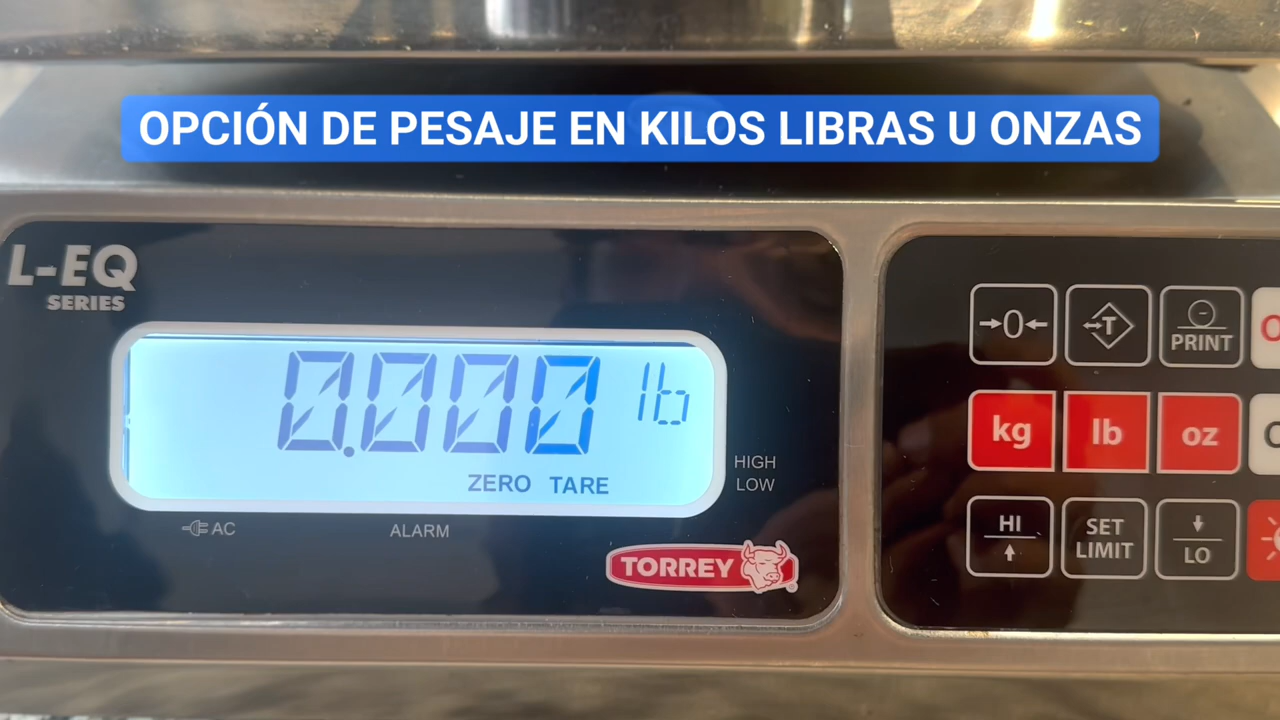 OPCIÓN DE PESAJE EN KILOS LIBRAS U ONZAS
L-EQ
SERIES
0.000 lb
ZERO TARE
HIGH
LOW
AC
ALARM
TORREY
→0← T PRINT
kg lb oz
HI SET LIMIT LO